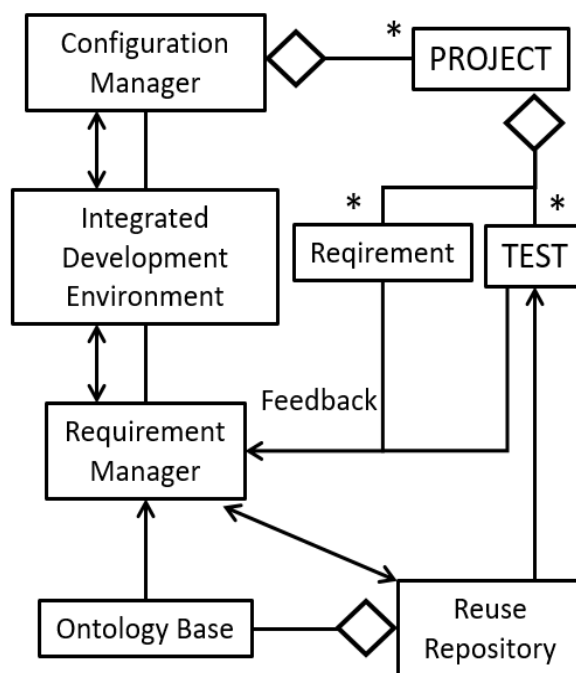 Configuration
Manager
*
PROJECT
Integrated
Development
Environment
*
*
Reqirement
TEST
Feedback
Requirement
Manager
Ontology Base
Reuse
Repository